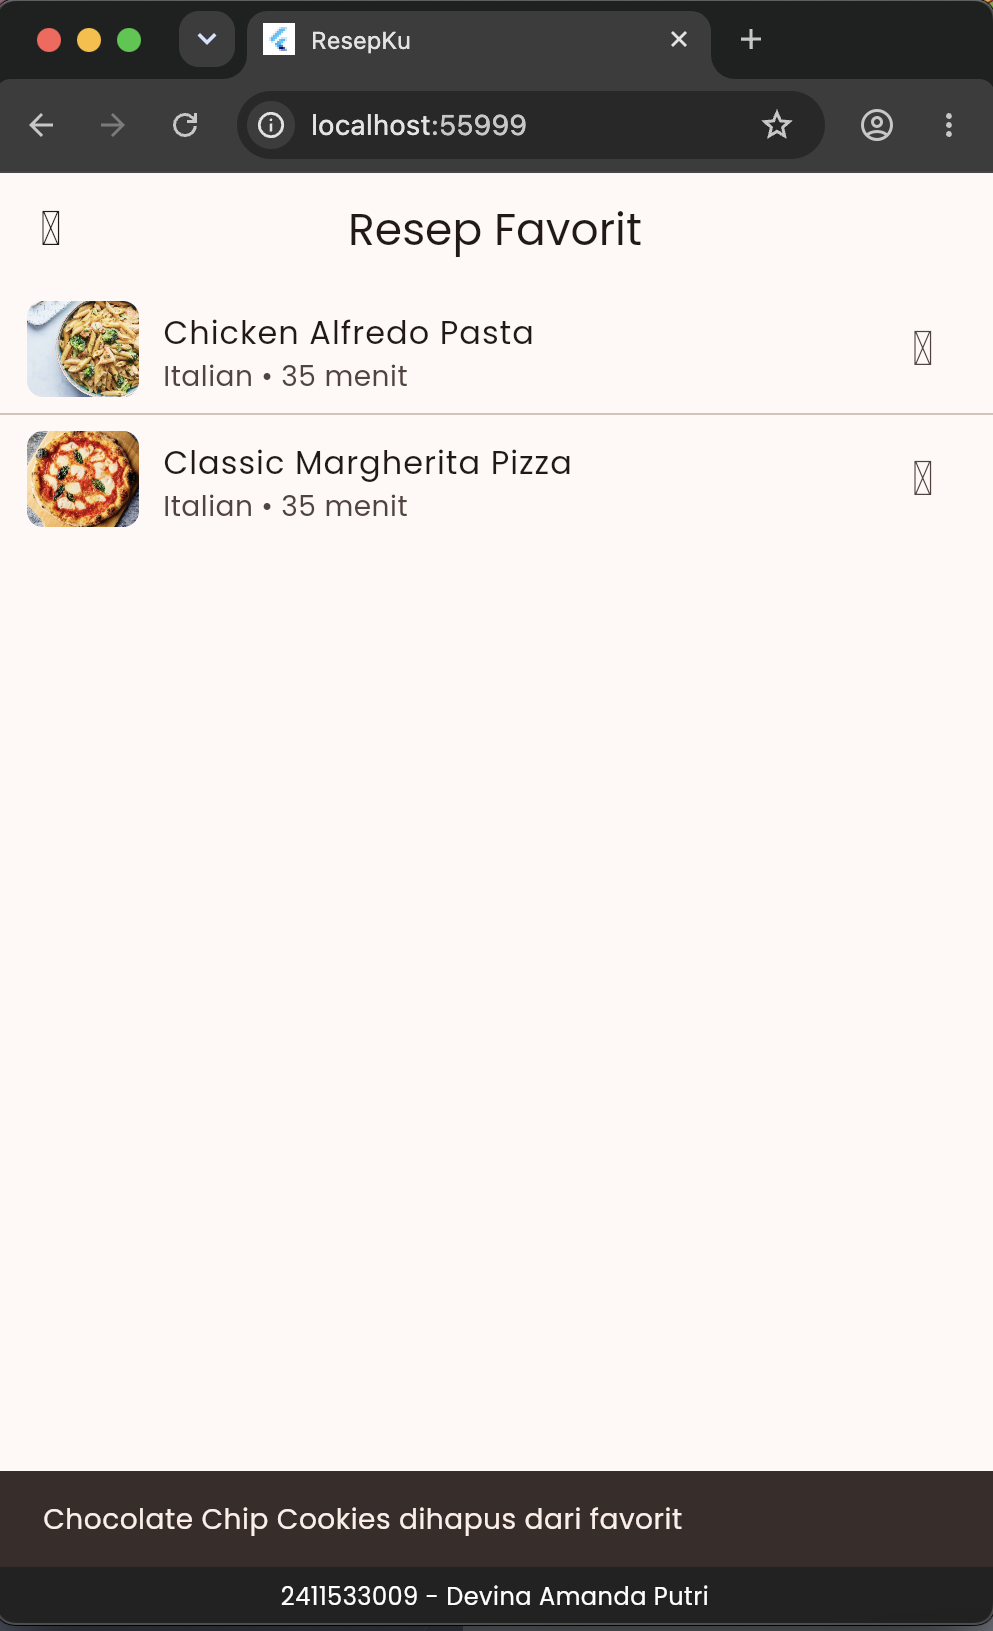 ResepKu
localhost:55999
Resep Favorit
Chicken Alfredo Pasta
Italian • 35 menit
Classic Margherita Pizza
Italian • 35 menit
Chocolate Chip Cookies dihapus dari favorit
2411533009 - Devina Amanda Putri